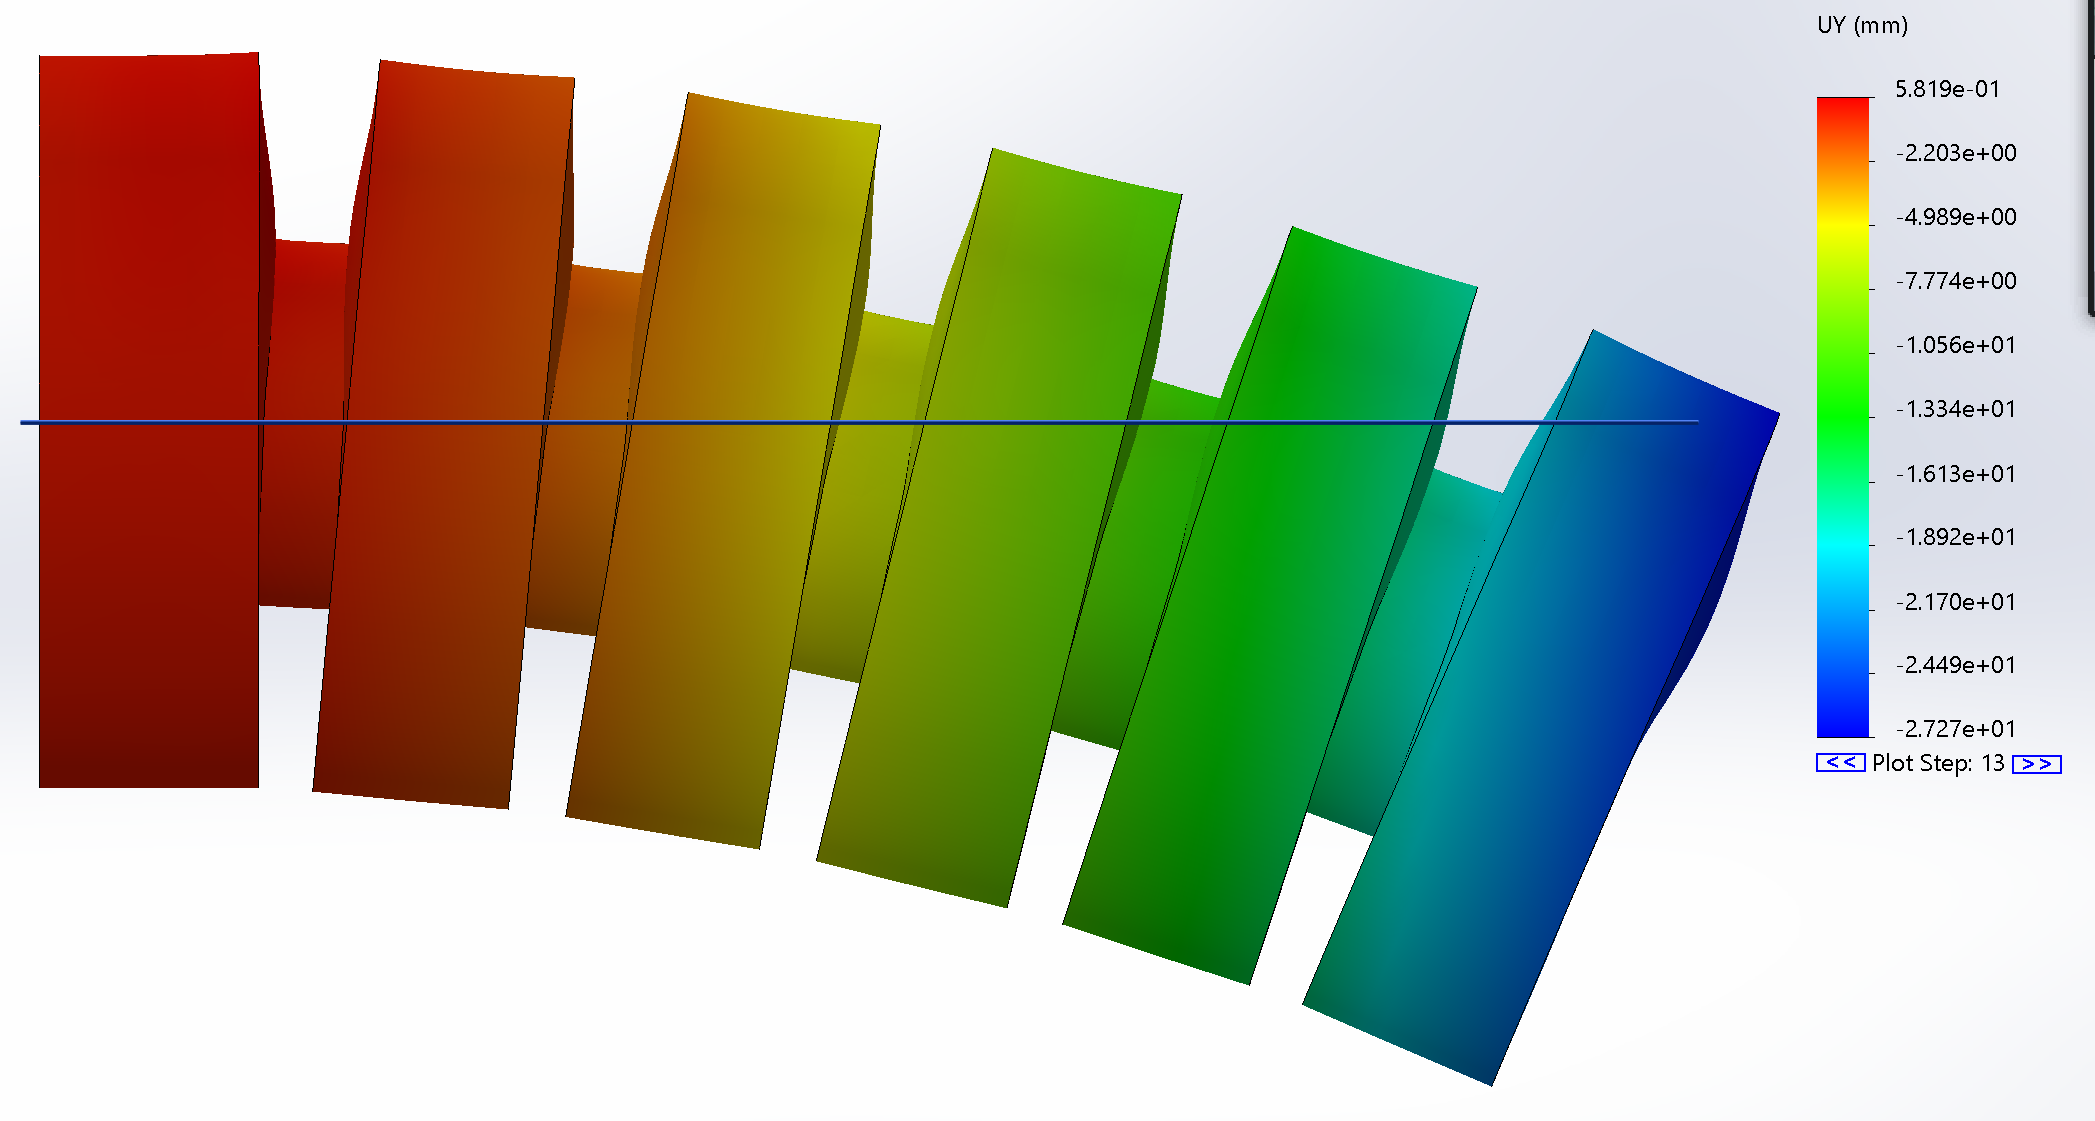 UY (mm)
5.819e-01
-2.203e+00
-4.989e+00
-7.774e+00
-1.056e+01
-1.334e+01
-1.613e+01
-1.892e+01
-2.170e+01
-2.449e+01
-2.727e+01
<< Plot Step: 13 >>